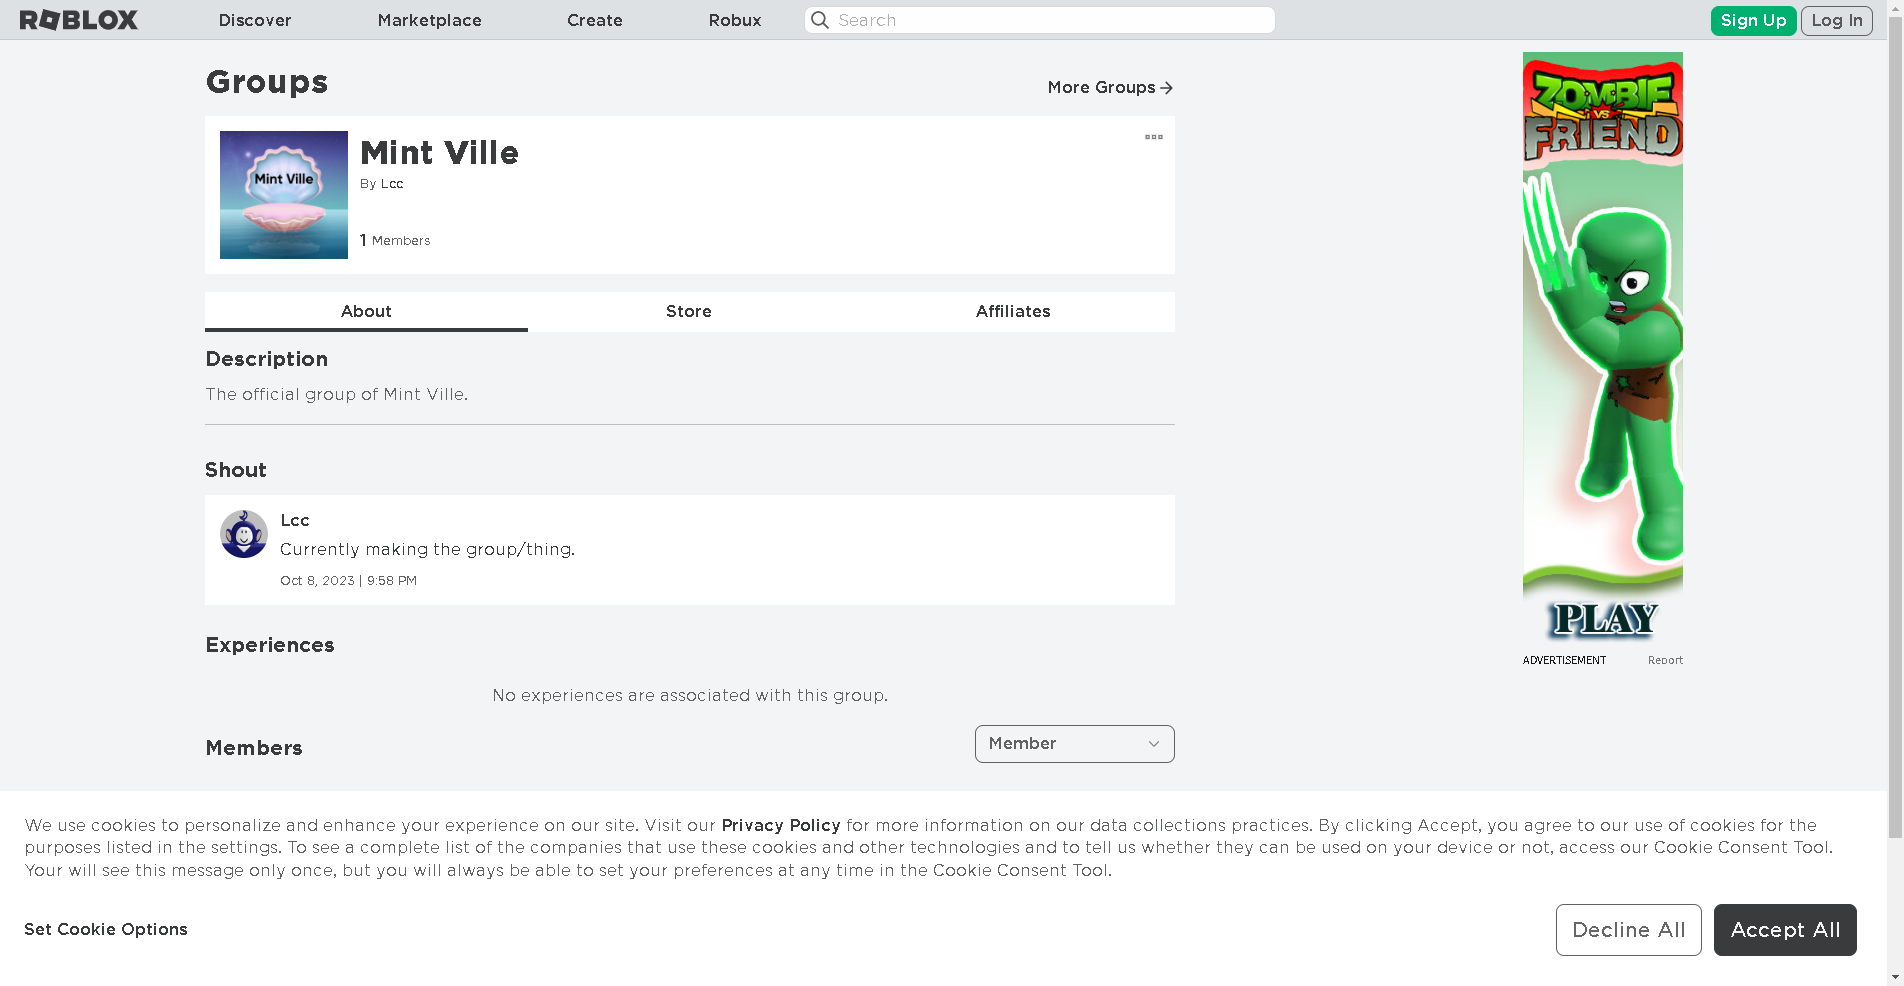 ROBLOX
Discover
Marketplace
Create
Robux
Search
Sign Up
Log In
Groups
More Groups
Mint Ville
Mint Ville
By Lcc
1 Members
About
Store
Affiliates
Description
The official group of Mint Ville.
Shout
Lcc
Currently making the group/thing.
Oct 8, 2023 | 9:58 PM
Experiences
No experiences are associated with this group.
Members
Member
ZOMBIE
VS
FRIEND
PLAY
ADVERTISEMENT
Report
We use cookies to personalize and enhance your experience on our site. Visit our Privacy Policy for more information on our data collections practices. By clicking Accept, you agree to our use of cookies for the
purposes listed in the settings. To see a complete list of the companies that use these cookies and other technologies and to tell us whether they can be used on your device or not, access our Cookie Consent Tool.
Your will see this message only once, but you will always be able to set your preferences at any time in the Cookie Consent Tool.
Set Cookie Options
Decline All
Accept All